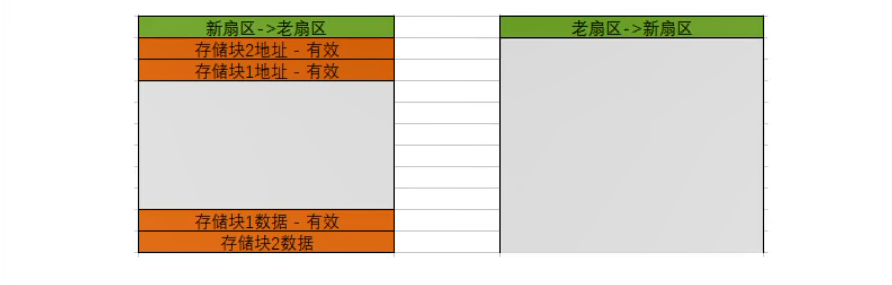 新扇区->老扇区
存储块2地址 - 有效
存储块1地址 - 有效
存储块1数据 - 有效
存储块2数据
老扇区->新扇区